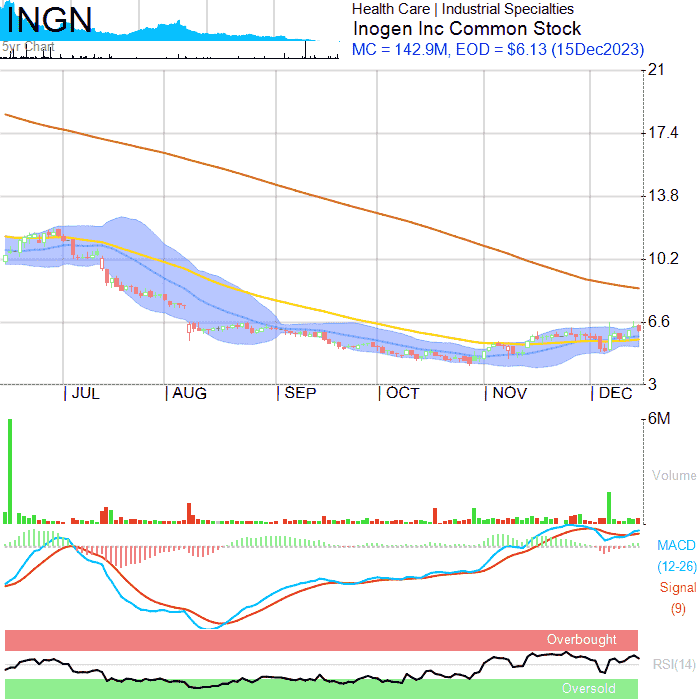 INGN
5yr Chart
Health Care | Industrial Specialties
Inogen Inc Common Stock
MC = 142.9M, EOD = $6.13 (15Dec2023)
21
17.4
13.8
10.2
6.6
3
| JUL | AUG | SEP | OCT | NOV | DEC
6M
Volume
MACD
(12-26)
Signal
(9)
Overbought
RSI(14)
Oversold